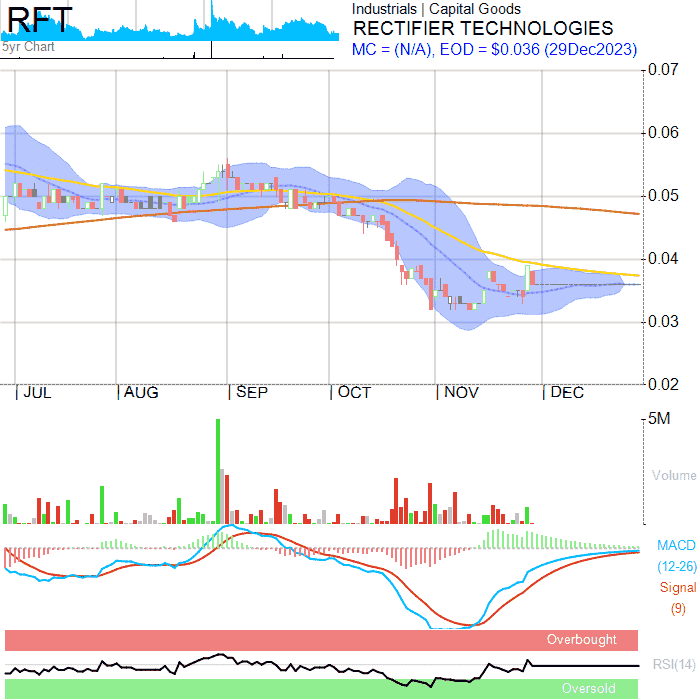 RFT
5yr Chart
Industrials | Capital Goods
RECTIFIER TECHNOLOGIES
MC = (N/A), EOD = $0.036 (29Dec2023)
0.07
0.06
0.05
0.04
0.03
0.02
JUL AUG SEP OCT NOV DEC
5M
Volume
MACD
(12-26)
Signal
(9)
Overbought
RSI(14)
Oversold